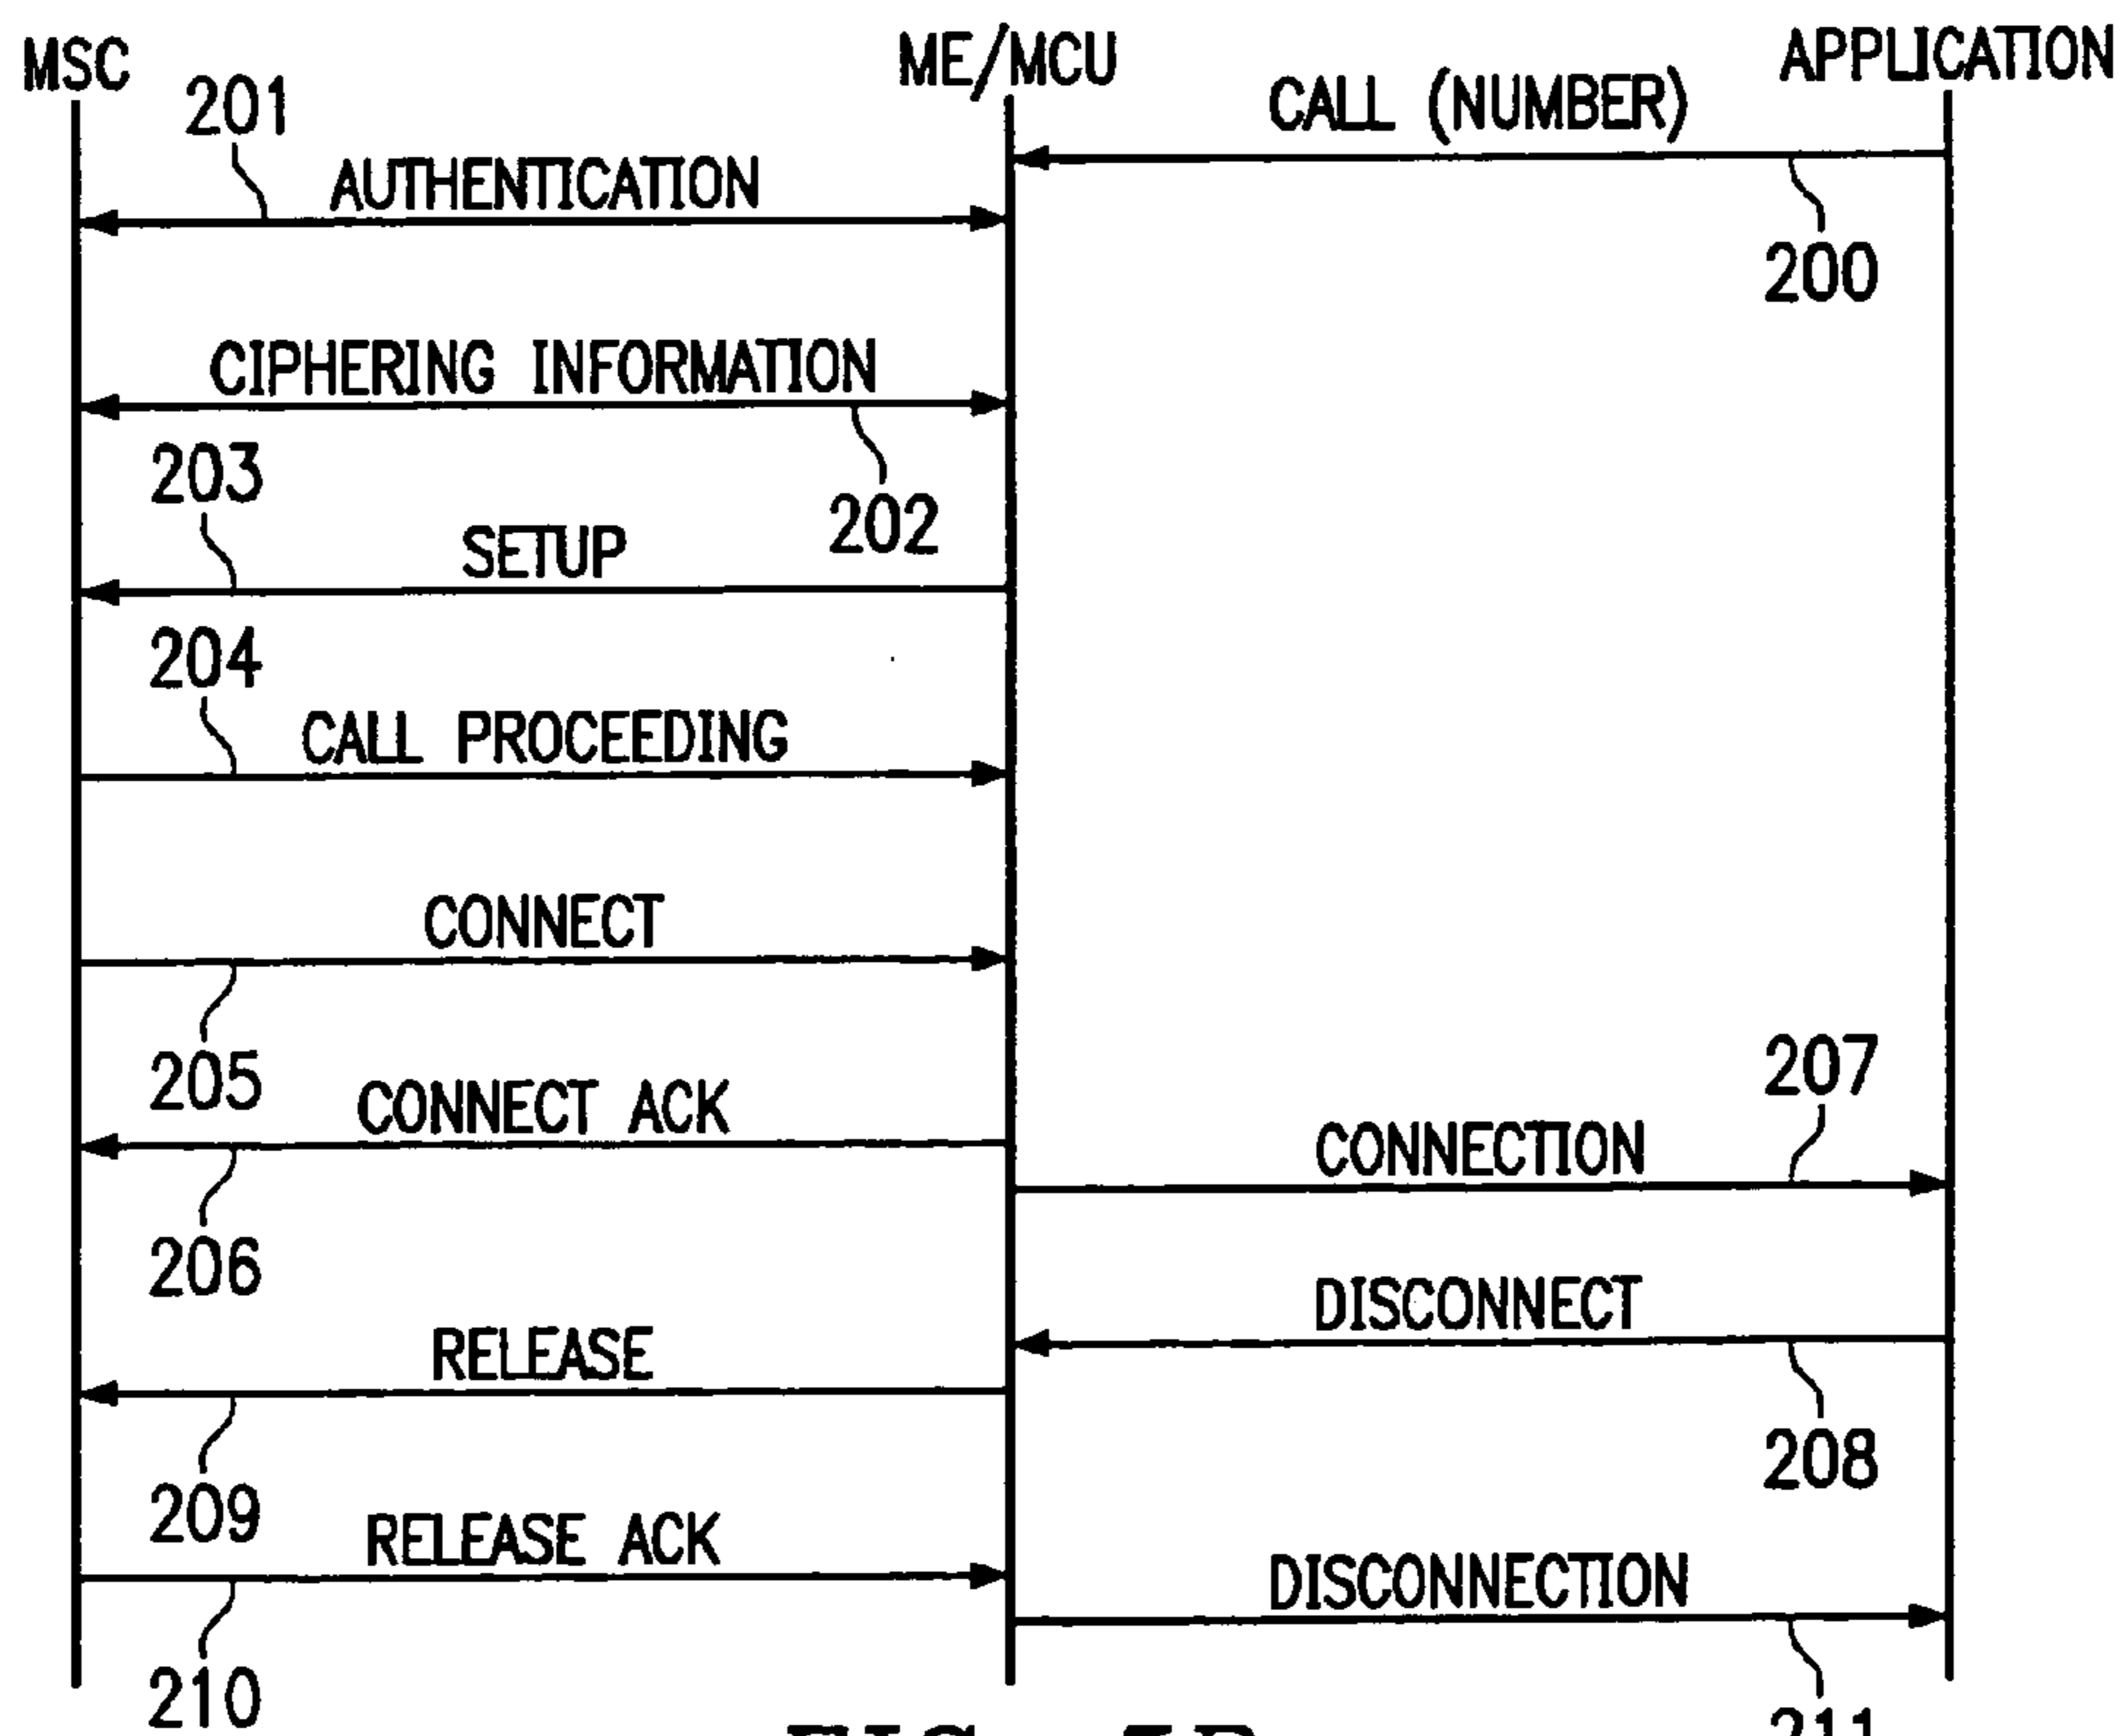 MSC
ME/MCU
APPLICATION
201
CALL (NUMBER)
AUTHENTICATION
200
CIPHERING INFORMATION
203
202
SETUP
204
CALL PROCEEDING
CONNECT
205
207
CONNECT ACK
CONNECTION
206
DISCONNECT
RELEASE
208
209
RELEASE ACK
DISCONNECTION
210
211